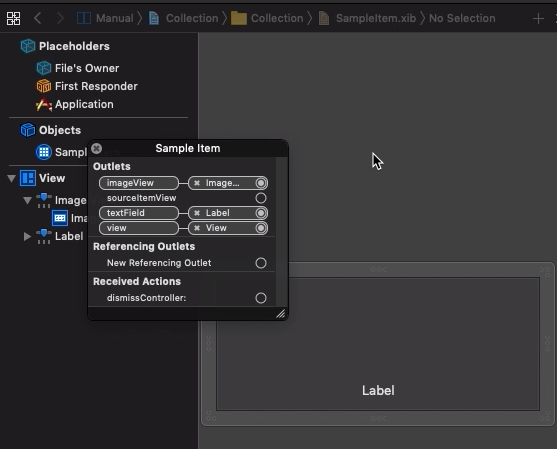 Manual Collection Collection SampleItem.xib No Selection
Placeholders
File's Owner
First Responder
Application
Objects
Samp
View
Image
Ima
Label
Sample Item
Outlets
imageView Image...
sourceItemView
textField Label
view View
Referencing Outlets
New Referencing Outlet
Received Actions
dismissController:
Label